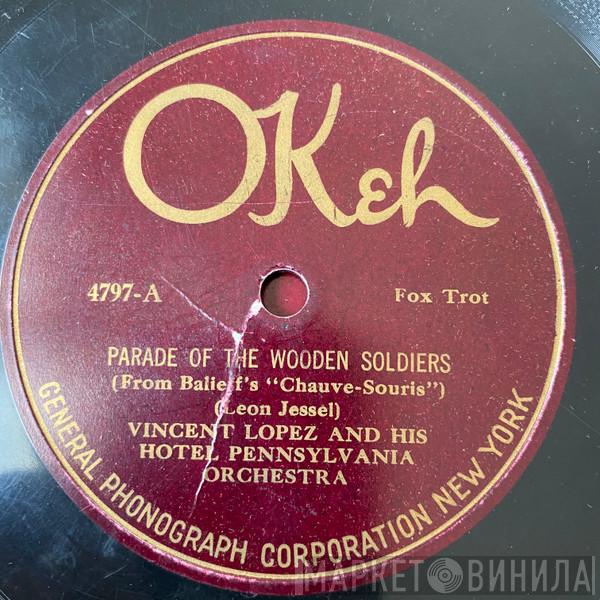 OKeh
4797-A
Fox Trot
PARADE OF THE WOODEN SOLDIERS
(From Balieff's "Chauve-Souris")
(Leon Jessel)
VINCENT LOPEZ AND HIS
HOTEL PENNSYLVANIA
ORCHESTRA
GENERAL PHONOGRAPH CORPORATION NEW YORK
МАРКЕТ ВИНИЛА